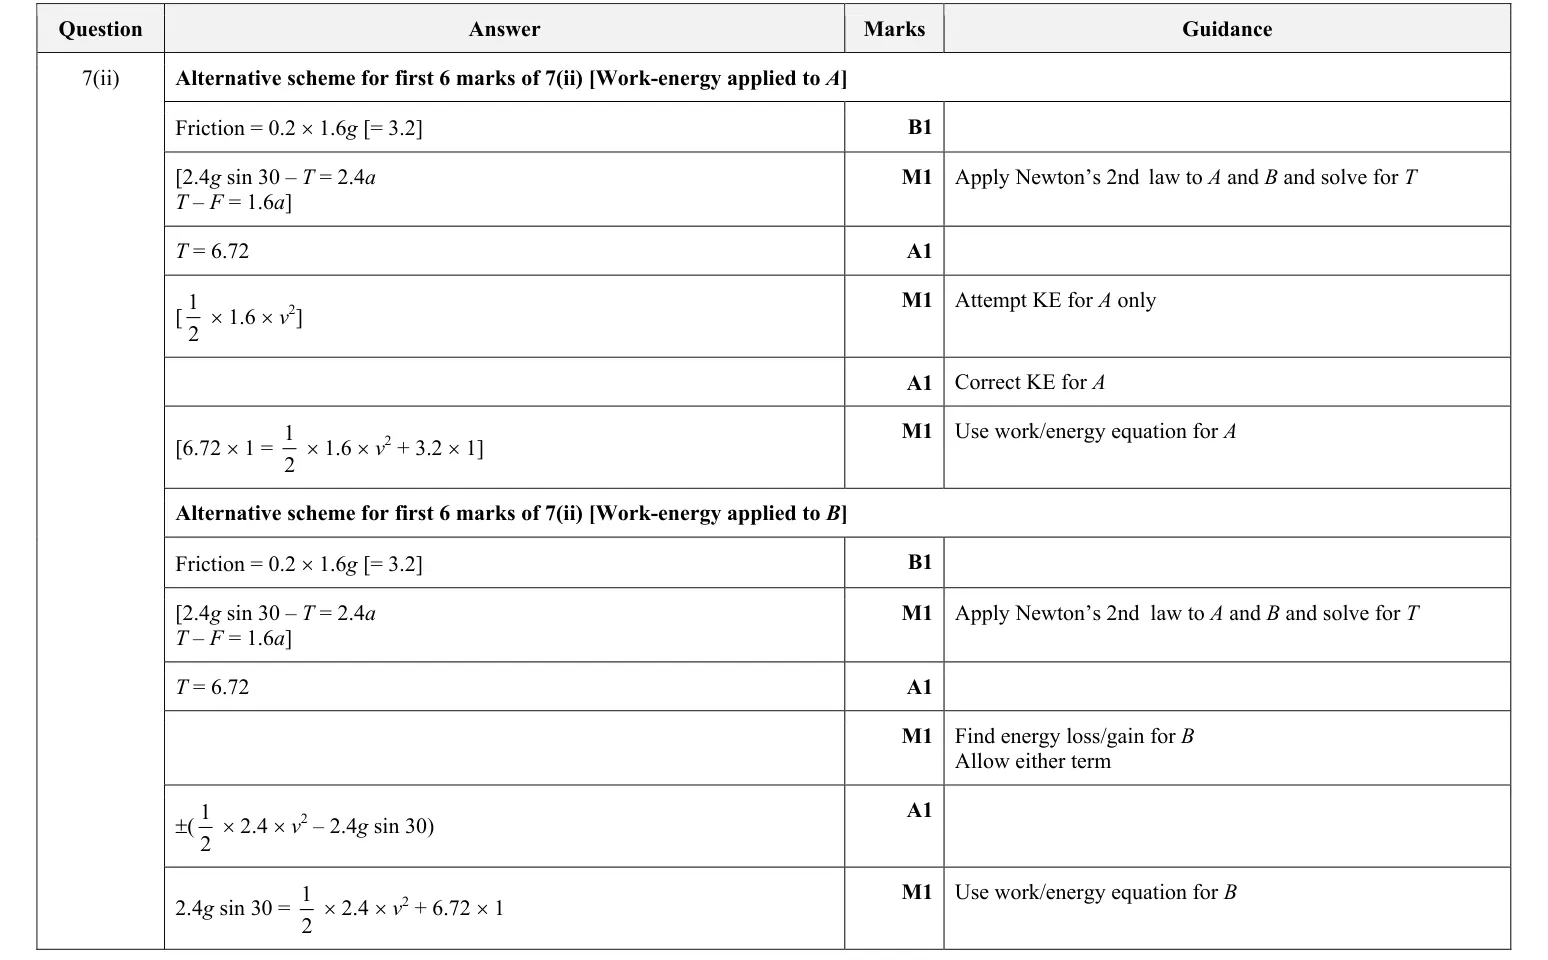 Question Answer Marks Guidance
7(ii) Alternative scheme for first 6 marks of 7(ii) [Work-energy applied to A]
Friction = 0.2 × 1.6g [= 3.2] B1
[2.4g sin 30 – T = 2.4a M1 Apply Newton’s 2nd law to A and B and solve for T
T – F = 1.6a]
T = 6.72 A1
[1/2 × 1.6 × v²] M1 Attempt KE for A only
A1 Correct KE for A
[6.72 × 1 = 1/2 × 1.6 × v² + 3.2 × 1] M1 Use work/energy equation for A
Alternative scheme for first 6 marks of 7(ii) [Work-energy applied to B]
Friction = 0.2 × 1.6g [= 3.2] B1
[2.4g sin 30 – T = 2.4a M1 Apply Newton’s 2nd law to A and B and solve for T
T – F = 1.6a]
T = 6.72 A1
M1 Find energy loss/gain for B
Allow either term
±(1/2 × 2.4 × v² – 2.4g sin 30) A1
2.4g sin 30 = 1/2 × 2.4 × v² + 6.72 × 1 M1 Use work/energy equation for B